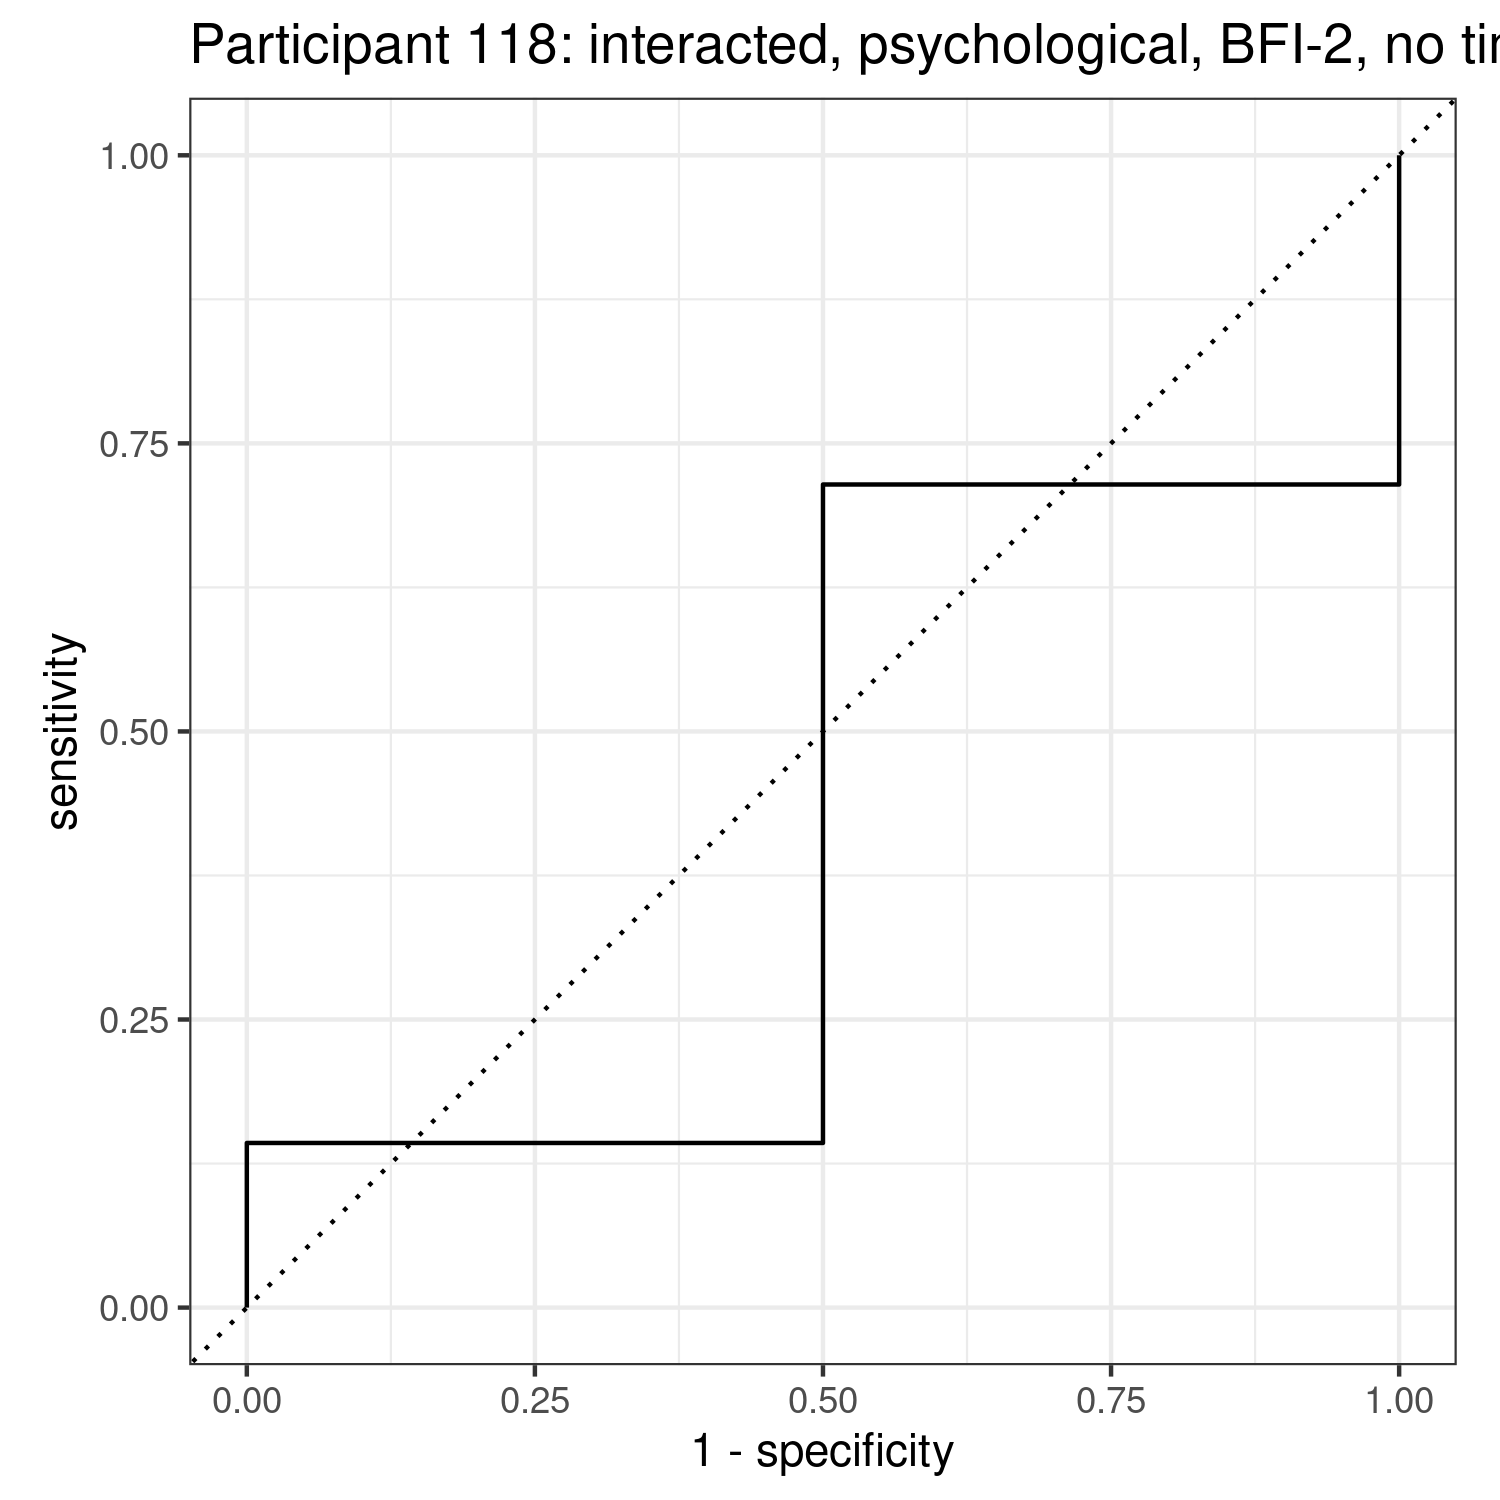 Participant 118: interacted, psychological, BFI-2, no
1.00
0.75
0.50
0.25
0.00
sensitivity
0.00 0.25 0.50 0.75 1.00
1 - specificity